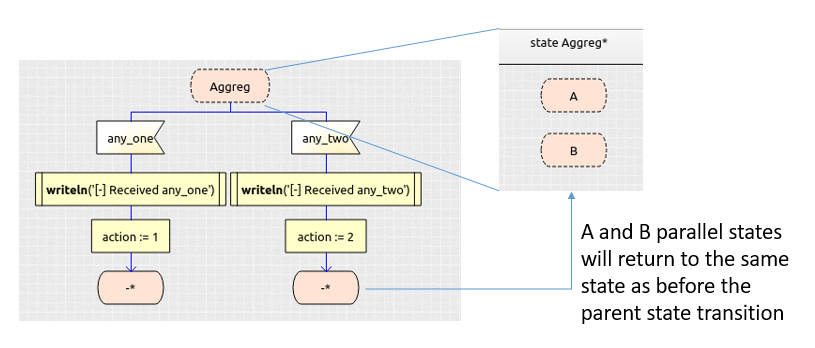 state Aggreg*
Aggreg
A
B
any_one
any_two
writeln('[-] Received any_one')
writeln('[-] Received any_two')
action := 1
action := 2
-*
-*
A and B parallel states
will return to the same
state as before the
parent state transition